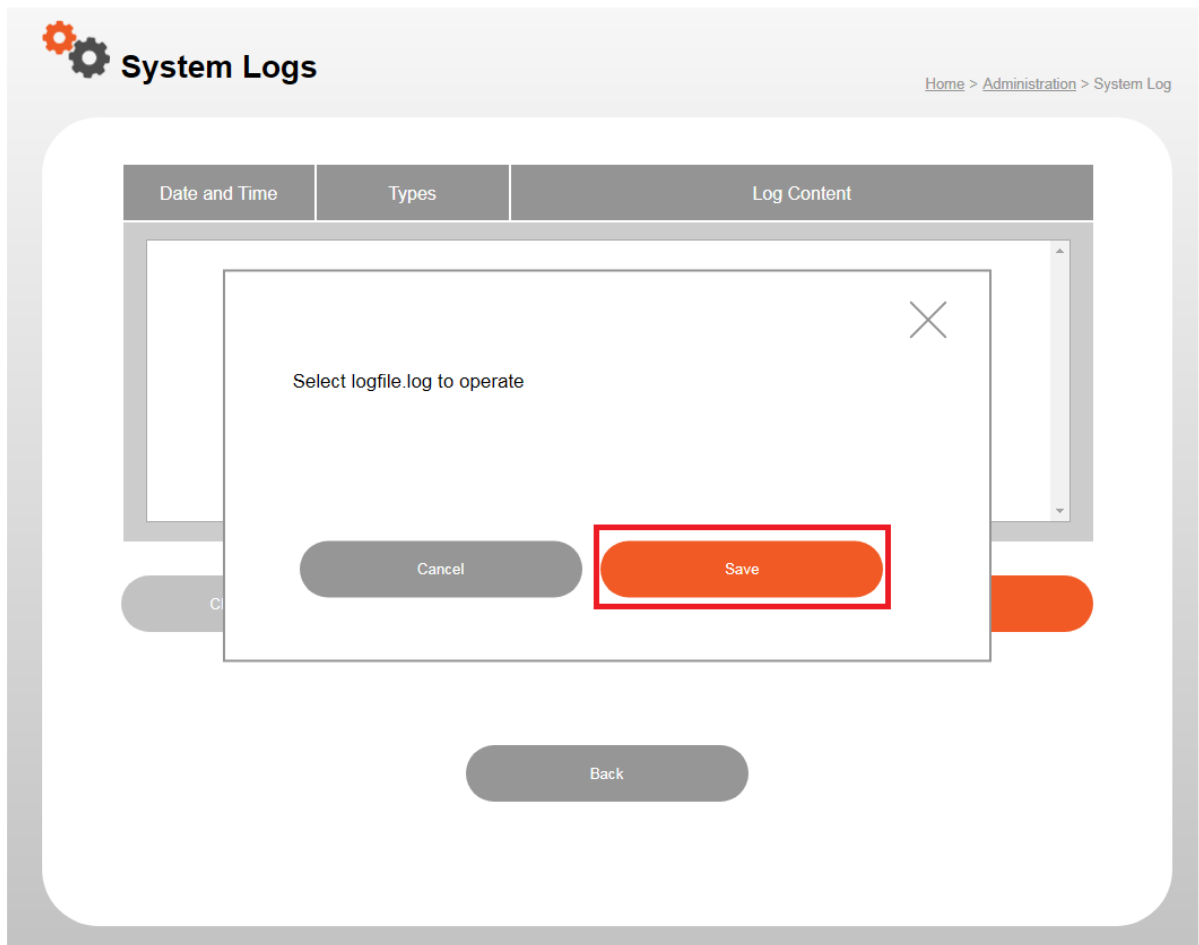 System Logs
Home > Administration > System Log
Date and Time Types Log Content
Select logfile.log to operate
Cancel Save
Back